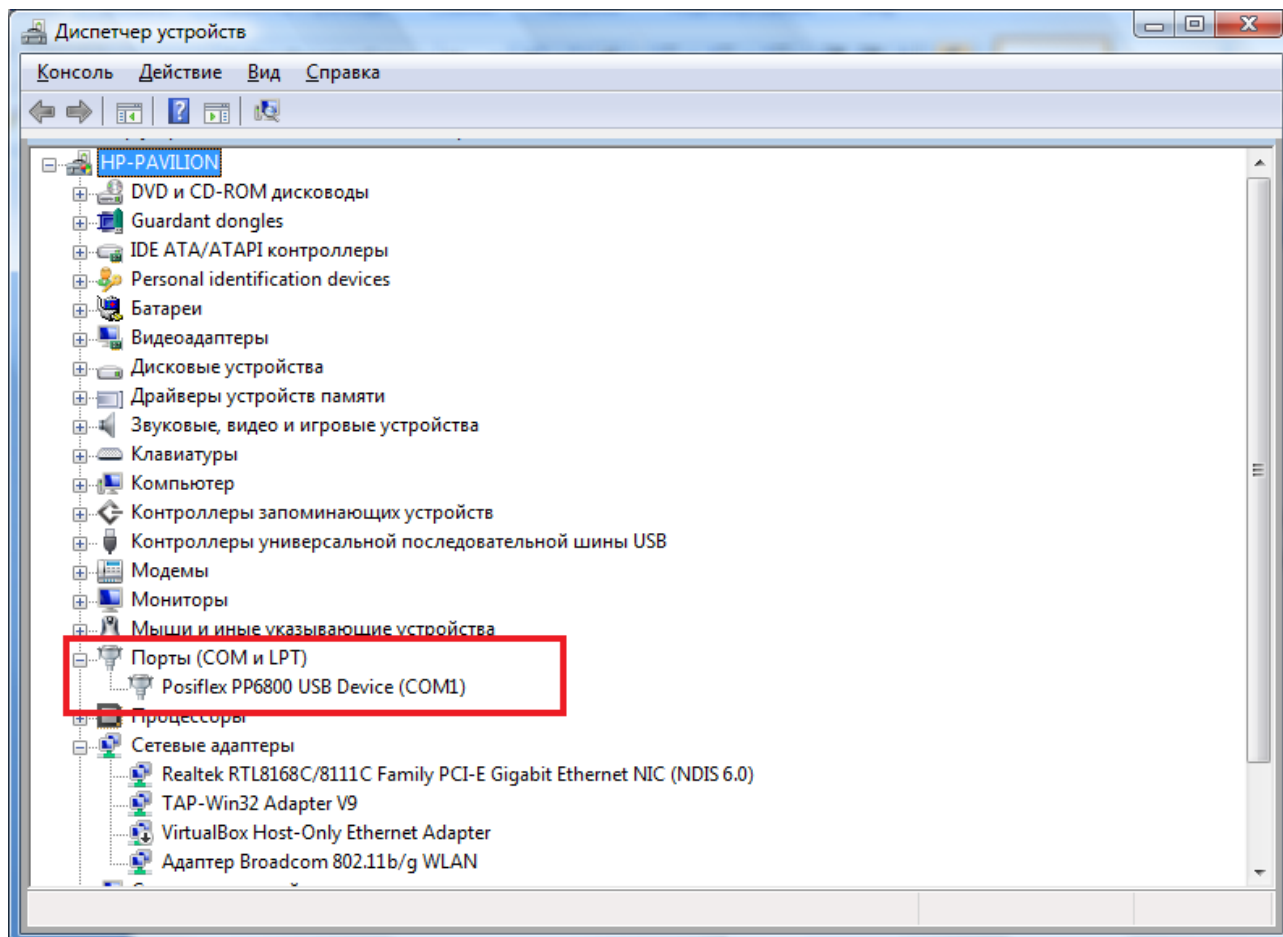 Диспетчер устройств
Консоль Действие Вид Справка
HP-PAVILION
DVD и CD-ROM дисководы
Guardant dongles
IDE ATA/ATAPI контроллеры
Personal identification devices
Батареи
Видеоадаптеры
Дисковые устройства
Драйверы устройств памяти
Звуковые, видео и игровые устройства
Клавиатуры
Компьютер
Контроллеры запоминающих устройств
Контроллеры универсальной последовательной шины USB
Модемы
Мониторы
Мыши и иные указывающие устройства
Порты (COM и LPT)
Posiflex PP6800 USB Device (COM1)
Процессоры
Сетевые адаптеры
Realtek RTL8168C/8111C Family PCI-E Gigabit Ethernet NIC (NDIS 6.0)
TAP-Win32 Adapter V9
VirtualBox Host-Only Ethernet Adapter
Адаптер Broadcom 802.11b/g WLAN